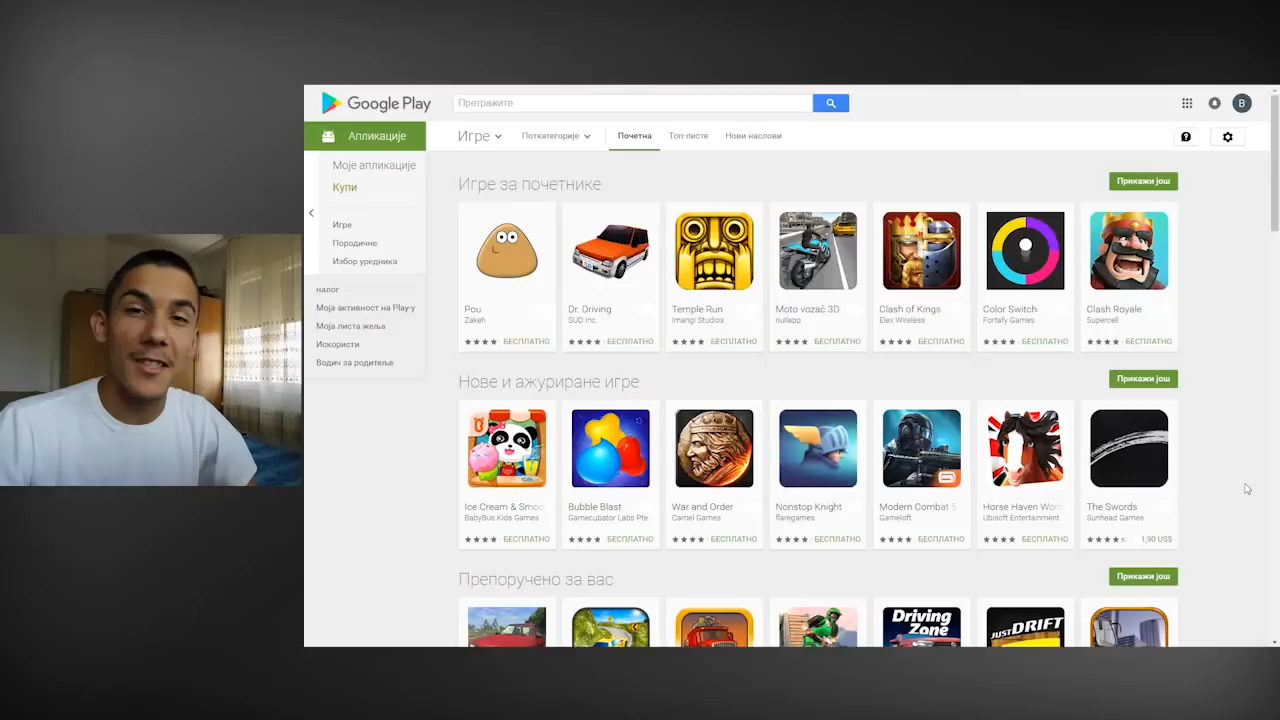 Google Play
Претражите
B
Апликације
Игре
Поткатегорије
Почетна
Топ-листе
Нови наслови
Моје апликације
Купи
Игре
Породичне
Избор уредника
налог
Моја активност на Play-у
Моја листа жеља
Искористи
Водич за родитеље
Игре за почетнике
Прикажи још
Pou
Zakeh
БЕСПЛАТНО
Dr. Driving
SUD Inc.
БЕСПЛАТНО
Temple Run
Imangi Studios
БЕСПЛАТНО
Moto vozač 3D
nullapp
БЕСПЛАТНО
Clash of Kings
Elex Wireless
БЕСПЛАТНО
Color Switch
Fortafy Games
БЕСПЛАТНО
Clash Royale
Supercell
БЕСПЛАТНО
Нове и ажуриране игре
Прикажи још
Ice Cream & Smoo
BabyBus Kids Games
БЕСПЛАТНО
Bubble Blast
Gamecubator Labs Pte
БЕСПЛАТНО
War and Order
Camel Games
БЕСПЛАТНО
Nonstop Knight
flaregames
БЕСПЛАТНО
Modern Combat 5
Gameloft
БЕСПЛАТНО
Horse Haven World
Ubisoft Entertainment
БЕСПЛАТНО
The Swords
Sunhead Games
1,90 US$
Препоручено за вас
Прикажи још
DRIVING ZONE
JUST DRIFT